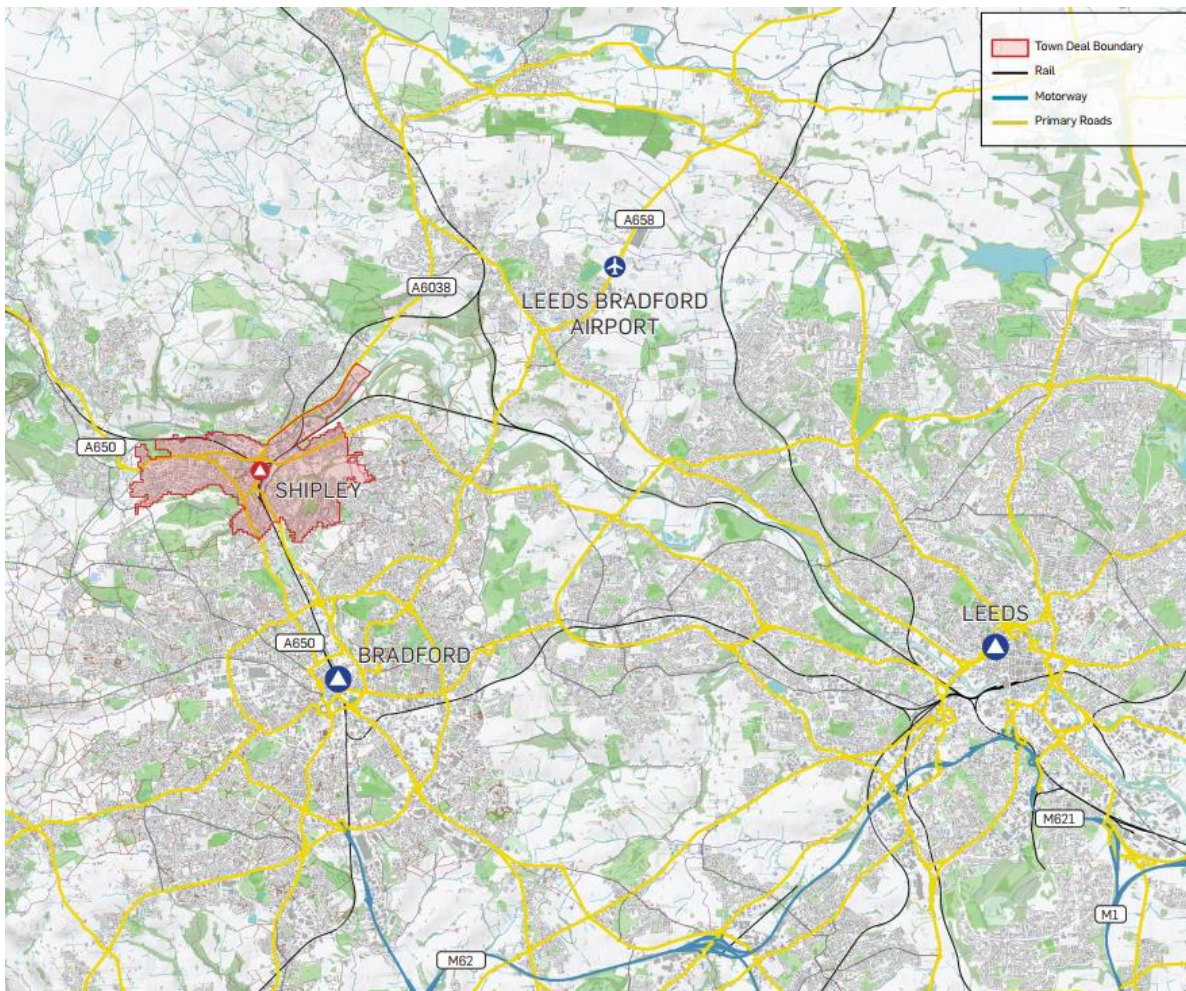 Town Deal Boundary
Rail
Motorway
Primary Roads
A658
LEEDS BRADFORD
AIRPORT
A6038
A650
SHIPLEY
A650
BRADFORD
LEEDS
M621
M1
M62